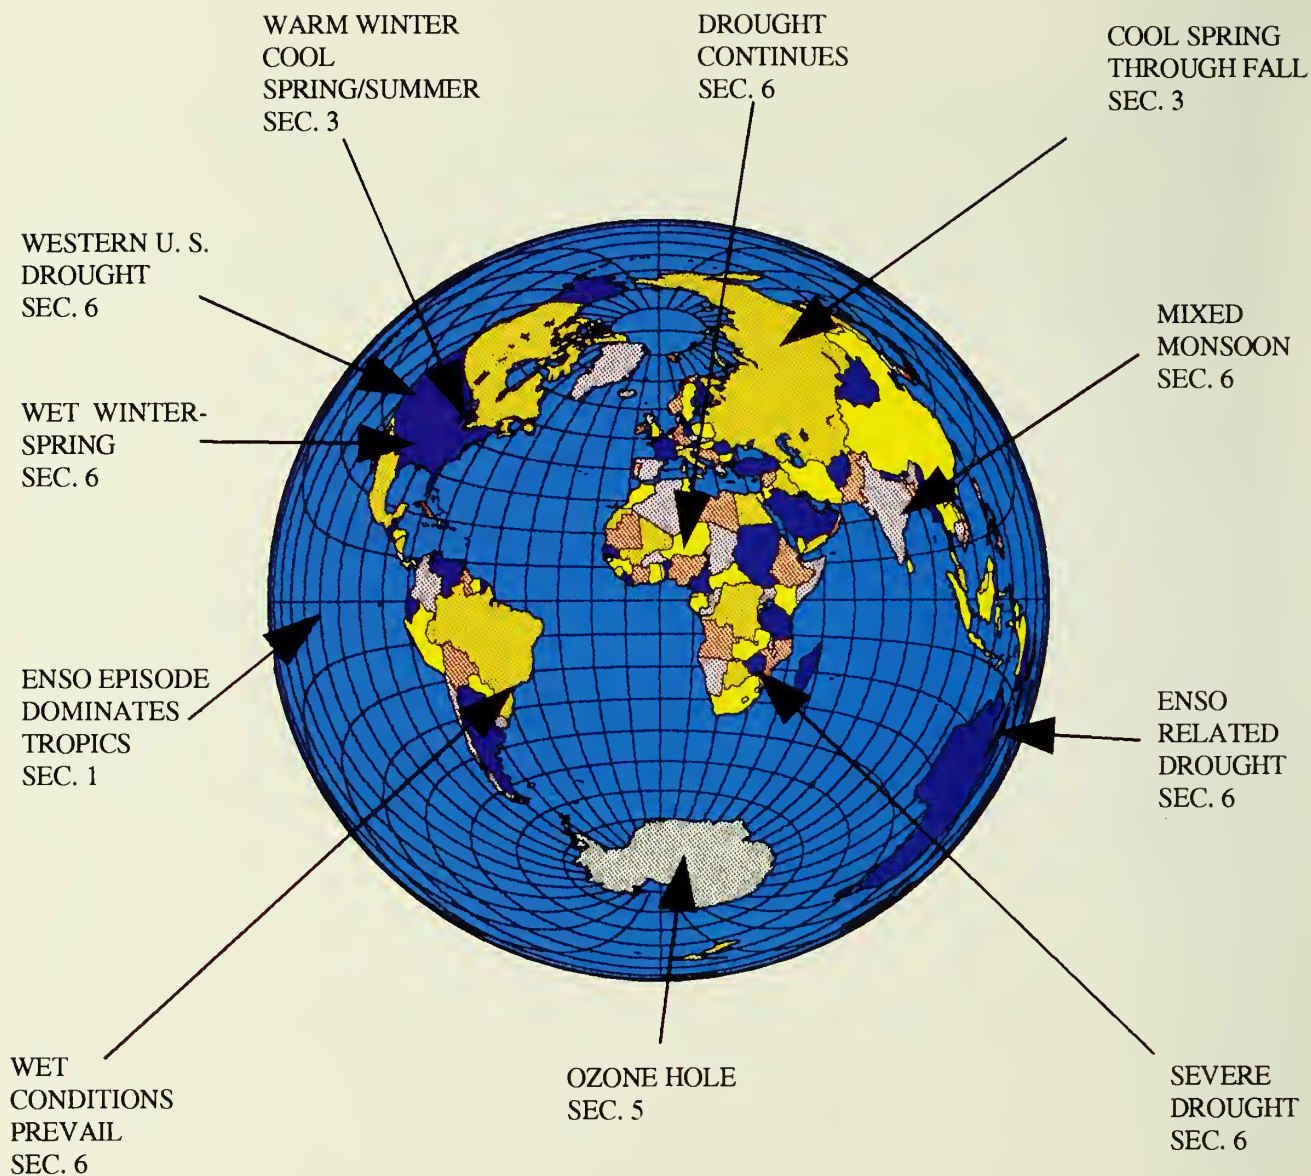 WARM WINTER
COOL
SPRING/SUMMER
SEC. 3
DROUGHT
CONTINUES
SEC. 6
COOL SPRING
THROUGH FALL
SEC. 3
WESTERN U. S.
DROUGHT
SEC. 6
MIXED
MONSOON
SEC. 6
WET WINTER-
SPRING
SEC. 6
ENSO EPISODE
DOMINATES
TROPICS
SEC. 1
ENSO
RELATED
DROUGHT
SEC. 6
WET
CONDITIONS
PREVAIL
SEC. 6
OZONE HOLE
SEC. 5
SEVERE
DROUGHT
SEC. 6